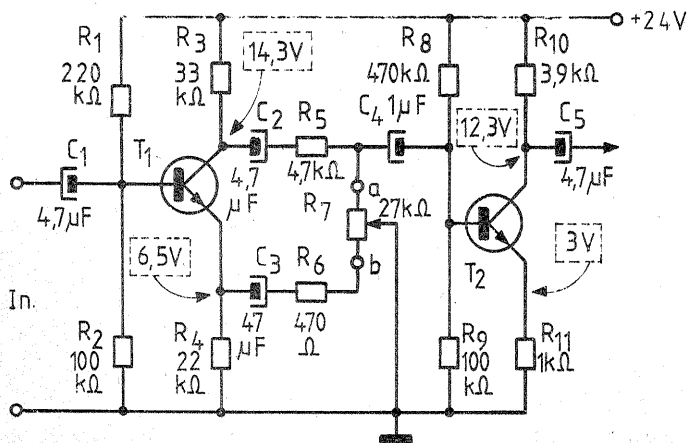 R1
220
kΩ
R3
33
kΩ
14,3V
R8
470kΩ
R10
3,9kΩ
+24V
C1
4,7µF
T1
C2
4,7
µF
R5
4,7kΩ
C4 1µF
12,3V
C5
4,7µF
a
R7
27kΩ
b
6,5V
C3
47
µF
R6
470
Ω
T2
3V
In.
R2
100
kΩ
R4
22
kΩ
R9
100
kΩ
R11
1kΩ